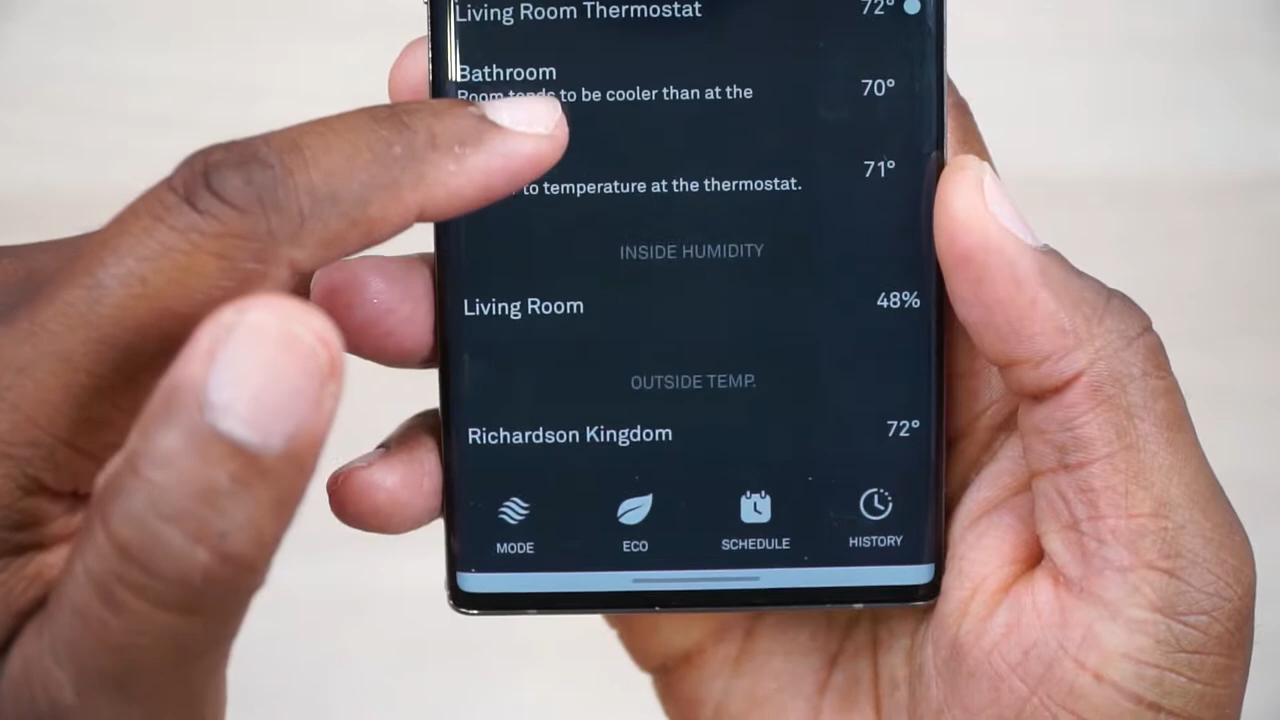 Living Room Thermostat 72°
Bathroom
Room tends to be cooler than at the 70°
71°
to temperature at the thermostat.
INSIDE HUMIDITY
Living Room 48%
OUTSIDE TEMP.
Richardson Kingdom 72°
MODE ECO SCHEDULE HISTORY